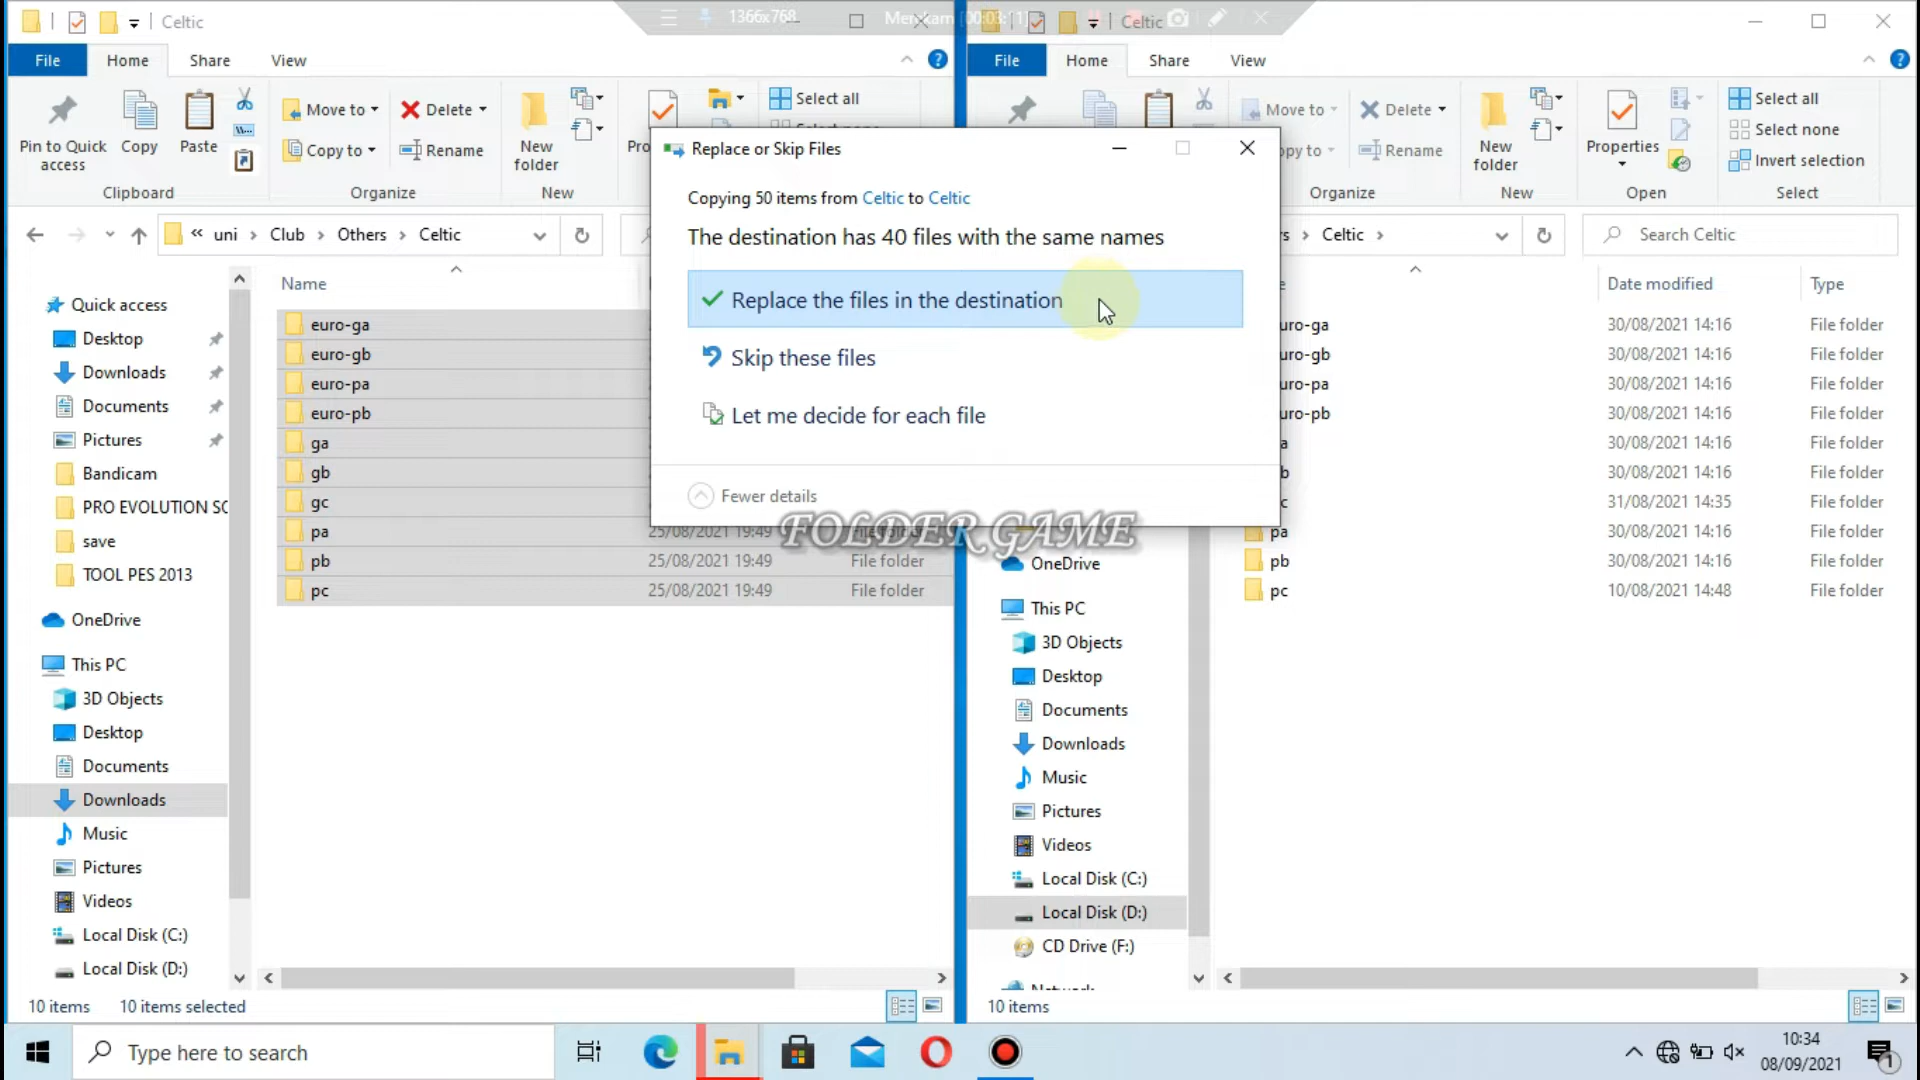 Celtic
1366x768
Merekam [00:03:1
Celtic
File
Home
Share
View
File
Home
Share
View
Pin to Quick
access
Copy
Paste
Move to
Copy to
Delete
Rename
New
folder
Select all
Clipboard
Organize
New
Move to
Delete
Rename
New
folder
Properties
Select all
Select none
Invert selection
Organize
New
Open
Select
« uni > Club > Others > Celtic
Celtic >
Search Celtic
Replace or Skip Files
Copying 50 items from Celtic to Celtic
The destination has 40 files with the same names
Replace the files in the destination
Skip these files
Let me decide for each file
Fewer details
FOLDER GAME
Quick access
Desktop
Downloads
Documents
Pictures
Bandicam
PRO EVOLUTION SC
save
TOOL PES 2013
OneDrive
This PC
3D Objects
Desktop
Documents
Downloads
Music
Pictures
Videos
Local Disk (C:)
Local Disk (D:)
Name
euro-ga
euro-gb
euro-pa
euro-pb
ga
gb
gc
pa 25/08/2021 19:49 File folder
pb 25/08/2021 19:49 File folder
pc 25/08/2021 19:49 File folder
10 items 10 items selected
OneDrive
This PC
3D Objects
Desktop
Documents
Downloads
Music
Pictures
Videos
Local Disk (C:)
Local Disk (D:)
CD Drive (F:)
Network
Date modified Type
uro-ga 30/08/2021 14:16 File folder
uro-gb 30/08/2021 14:16 File folder
uro-pa 30/08/2021 14:16 File folder
uro-pb 30/08/2021 14:16 File folder
a 30/08/2021 14:16 File folder
b 30/08/2021 14:16 File folder
c 31/08/2021 14:35 File folder
pa 30/08/2021 14:16 File folder
pb 30/08/2021 14:16 File folder
pc 10/08/2021 14:48 File folder
10 items
Type here to search
10:34
08/09/2021
1